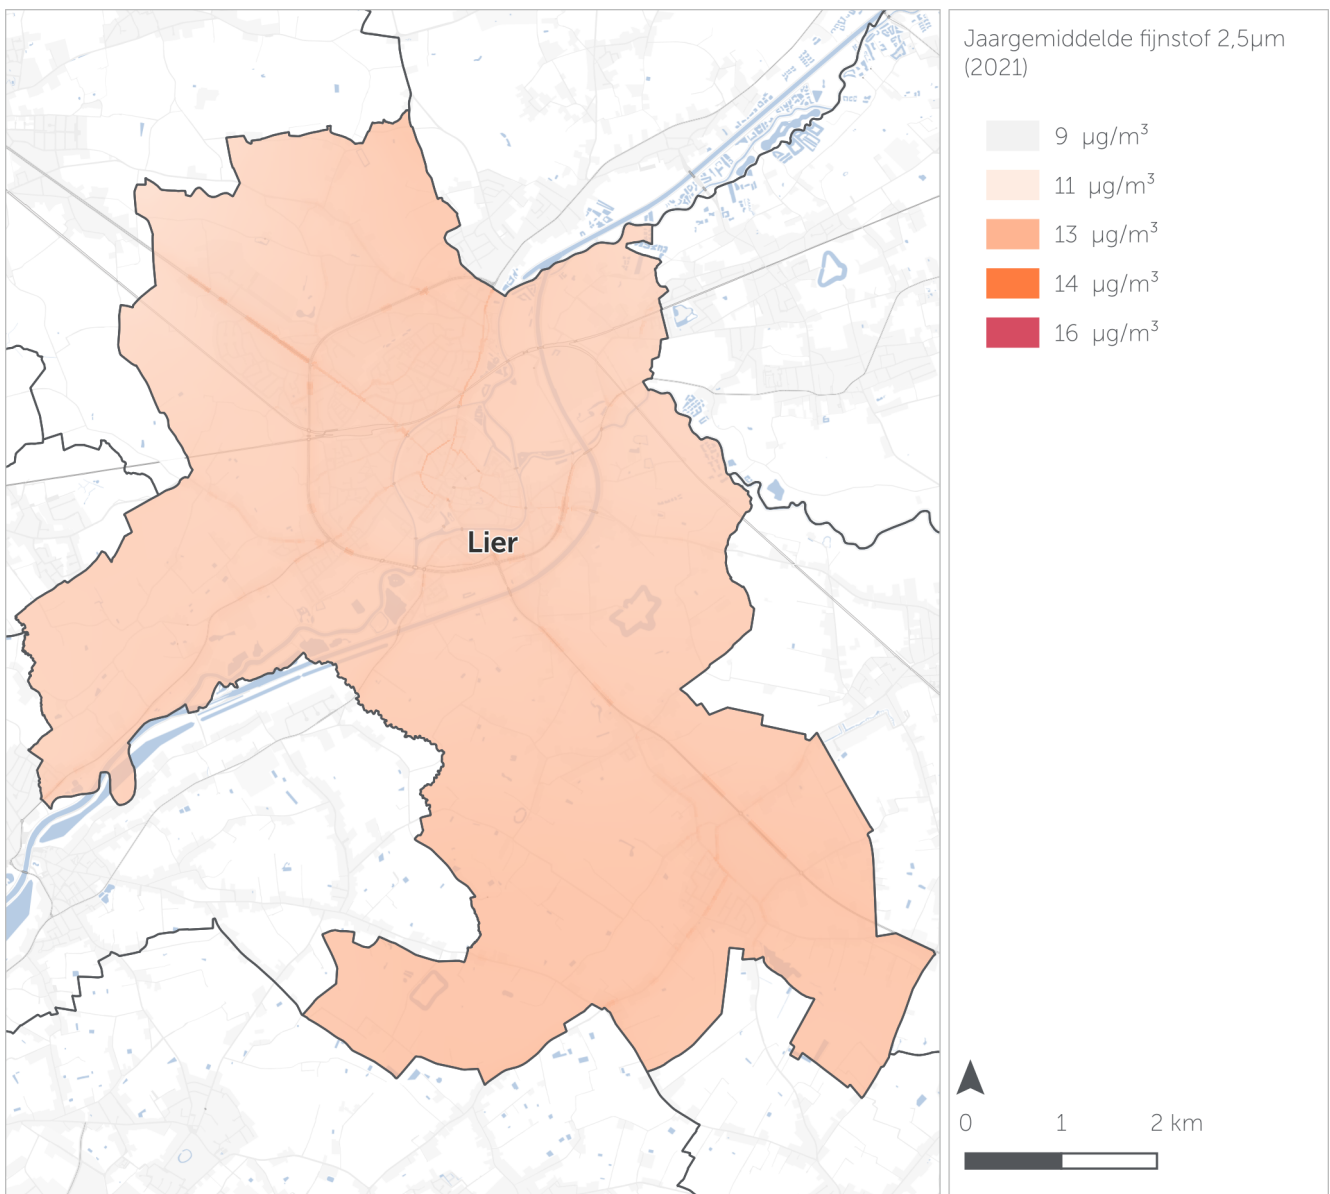 Jaargemiddelde fijnstof 2,5µm
(2021)
9 µg/m³
11 µg/m³
13 µg/m³
14 µg/m³
16 µg/m³
Lier
0 1 2 km